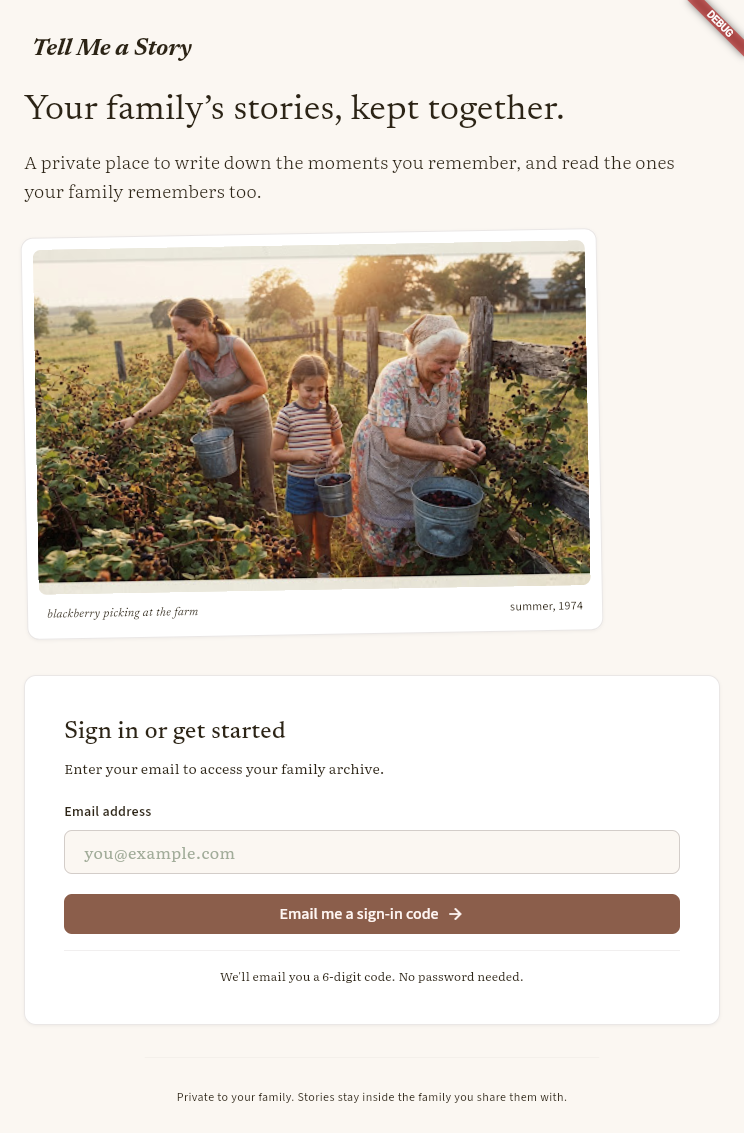 DEBUG
Tell Me a Story
Your family’s stories, kept together.
A private place to write down the moments you remember, and read the ones
your family remembers too.
blackberry picking at the farm
summer, 1974
Sign in or get started
Enter your email to access your family archive.
Email address
you@example.com
Email me a sign-in code →
We'll email you a 6-digit code. No password needed.
Private to your family. Stories stay inside the family you share them with.